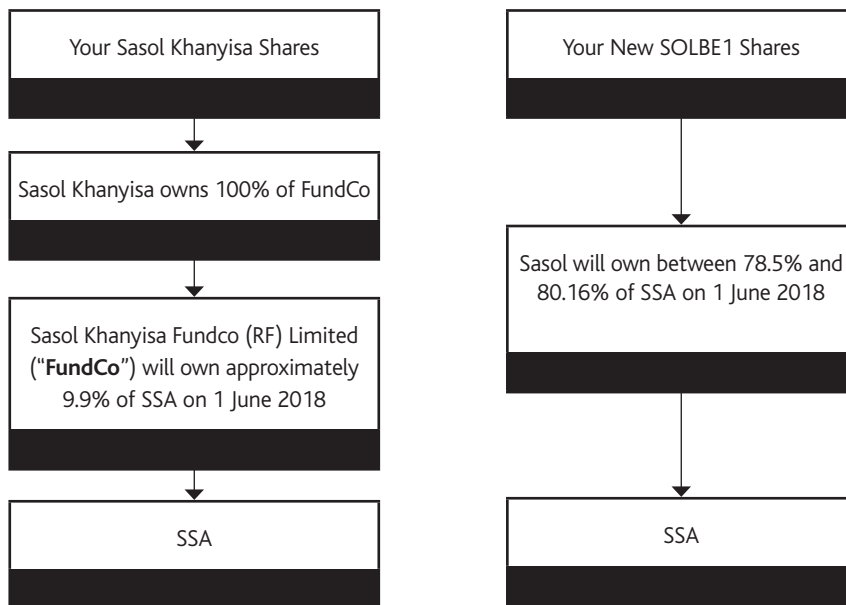 Your Sasol Khanyisa Shares
Sasol Khanyisa owns 100% of FundCo
Sasol Khanyisa Fundco (RF) Limited
(“FundCo”) will own approximately
9.9% of SSA on 1 June 2018
SSA
Your New SOLBE1 Shares
Sasol will own between 78.5% and
80.16% of SSA on 1 June 2018
SSA